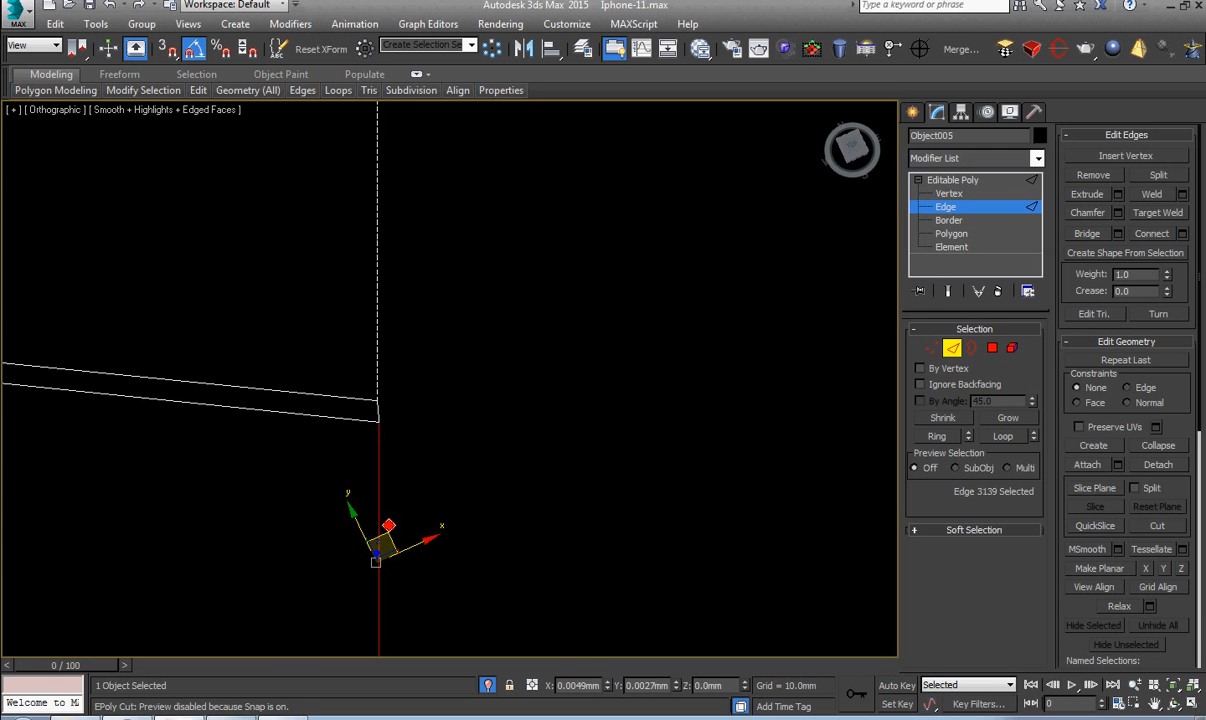 Workspace: Default
Autodesk 3ds Max 2015 Iphone-11.max
Type a keyword or phrase
MAX
Edit Tools Group Views Create Modifiers Animation Graph Editors Rendering Customize MAXScript Help
View 3 Reset XForm Create Selection Se Merge...
Modeling Freeform Selection Object Paint Populate
Polygon Modeling Modify Selection Edit Geometry (All) Edges Loops Tris Subdivision Align Properties
[ + ] [ Orthographic ] [ Smooth + Highlights + Edged Faces ]
Object005
Modifier List
Editable Poly
Vertex
Edge
Border
Polygon
Element
Selection
By Vertex
Ignore Backfacing
By Angle: 45.0
Shrink Grow
Ring Loop
Preview Selection
Off SubObj Multi
Edge 3139 Selected
Soft Selection
Edit Edges
Insert Vertex
Remove Split
Extrude Weld
Chamfer Target Weld
Bridge Connect
Create Shape From Selection
Weight: 1.0
Crease: 0.0
Edit Tri. Turn
Edit Geometry
Repeat Last
Constraints
None Edge
Face Normal
Preserve UVs
Create Collapse
Attach Detach
Slice Plane Split
Slice Reset Plane
QuickSlice Cut
MSmooth Tessellate
Make Planar X Y Z
View Align Grid Align
Relax
Hide Selected Unhide All
Hide Unselected
Named Selections:
y
x
0 / 100
1 Object Selected X: 0.0049mm Y: 0.0027mm Z: 0.0mm Grid = 10.0mm Auto Key Selected
Welcome to M EPoly Cut: Preview disabled because Snap is on. Add Time Tag Set Key Key Filters... 0